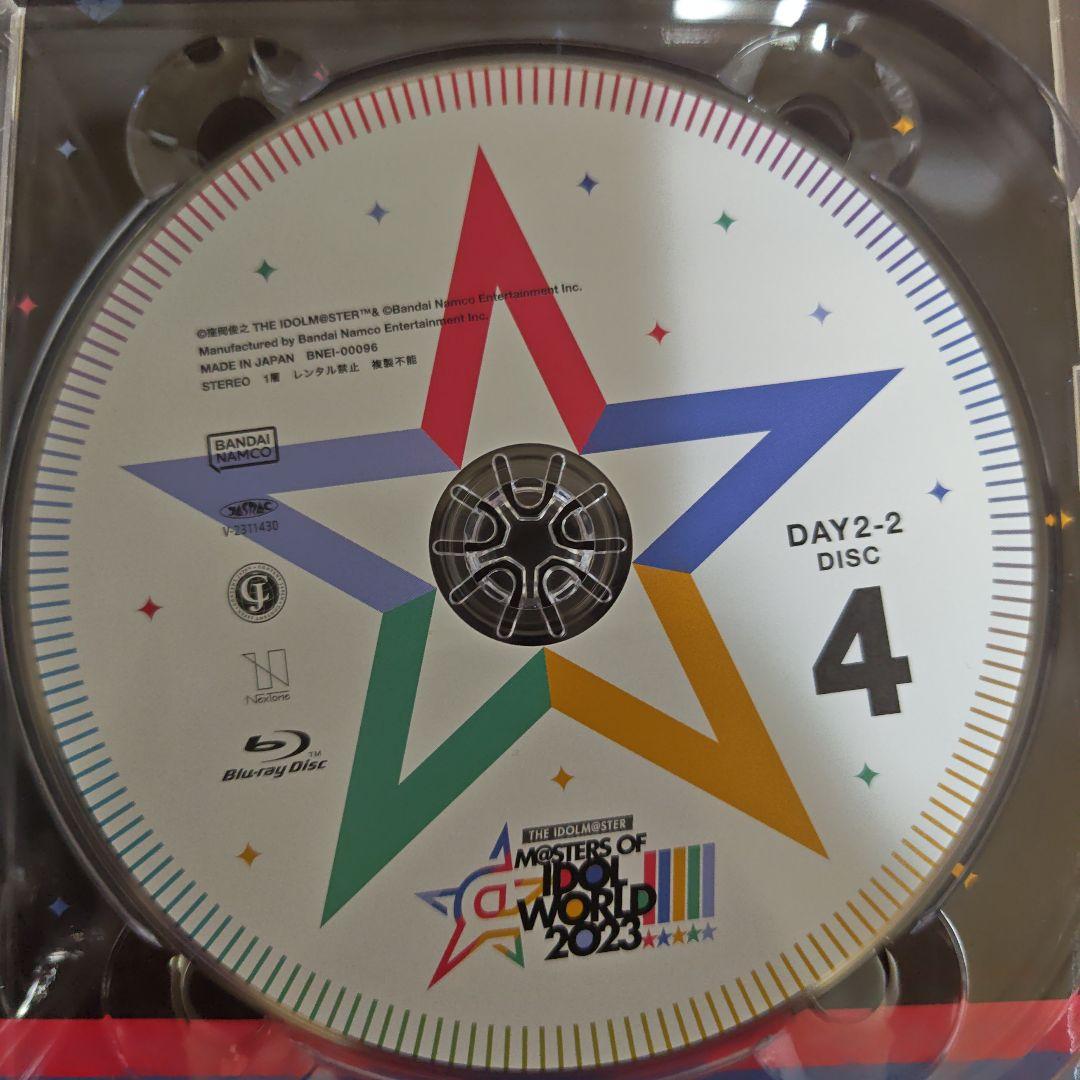 ©窪岡俊之 THE IDOLM@STER™& ©Bandai Namco Entertainment Inc.
Manufactured by Bandai Namco Entertainment Inc.
MADE IN JAPAN BNEI-00096
STEREO 1層 レンタル禁止 複製不能
BANDAI
NAMCO
JASRAC
V-2311430
NexTone
Blu-ray Disc™
DAY2-2
DISC
4
THE IDOLM@STER
M@STERS OF
IDOL
WORLD
2023